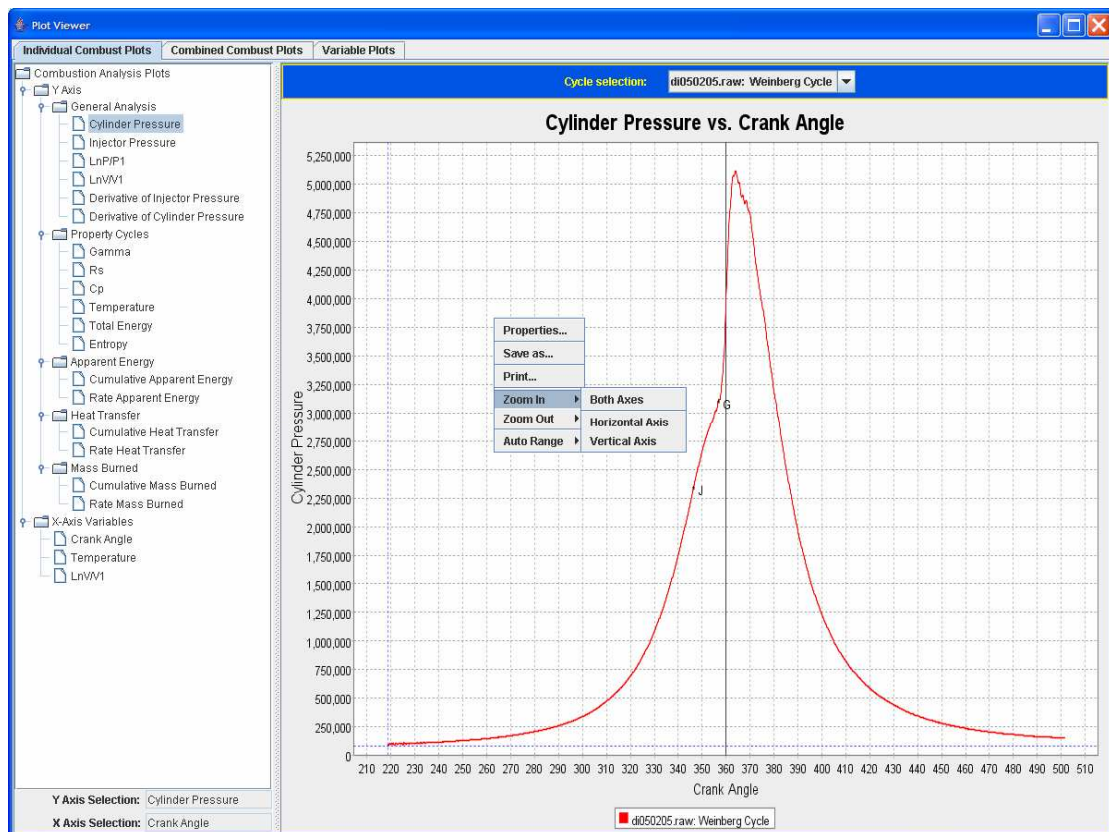 Plot Viewer
Individual Combust Plots Combined Combust Plots Variable Plots
Combustion Analysis Plots
Y Axis
General Analysis
Cylinder Pressure
Injector Pressure
LnP/P1
LnV/V1
Derivative of Injector Pressure
Derivative of Cylinder Pressure
Property Cycles
Gamma
Rs
Cp
Temperature
Total Energy
Entropy
Apparent Energy
Cumulative Apparent Energy
Rate Apparent Energy
Heat Transfer
Cumulative Heat Transfer
Rate Heat Transfer
Mass Burned
Cumulative Mass Burned
Rate Mass Burned
X-Axis Variables
Crank Angle
Temperature
LnV/V1
Y Axis Selection: Cylinder Pressure
X Axis Selection: Crank Angle
Cycle selection: di050205.raw: Weinberg Cycle
Cylinder Pressure vs. Crank Angle
Cylinder Pressure
5,250,000
5,000,000
4,750,000
4,500,000
4,250,000
4,000,000
3,750,000
3,500,000
3,250,000
3,000,000
2,750,000
2,500,000
2,250,000
2,000,000
1,750,000
1,500,000
1,250,000
1,000,000
750,000
500,000
250,000
0
Properties...
Save as...
Print...
Zoom In
Zoom Out
Auto Range
Both Axes
Horizontal Axis
Vertical Axis
G
J
210 220 230 240 250 260 270 280 290 300 310 320 330 340 350 360 370 380 390 400 410 420 430 440 450 460 470 480 490 500 510
Crank Angle
di050205.raw: Weinberg Cycle